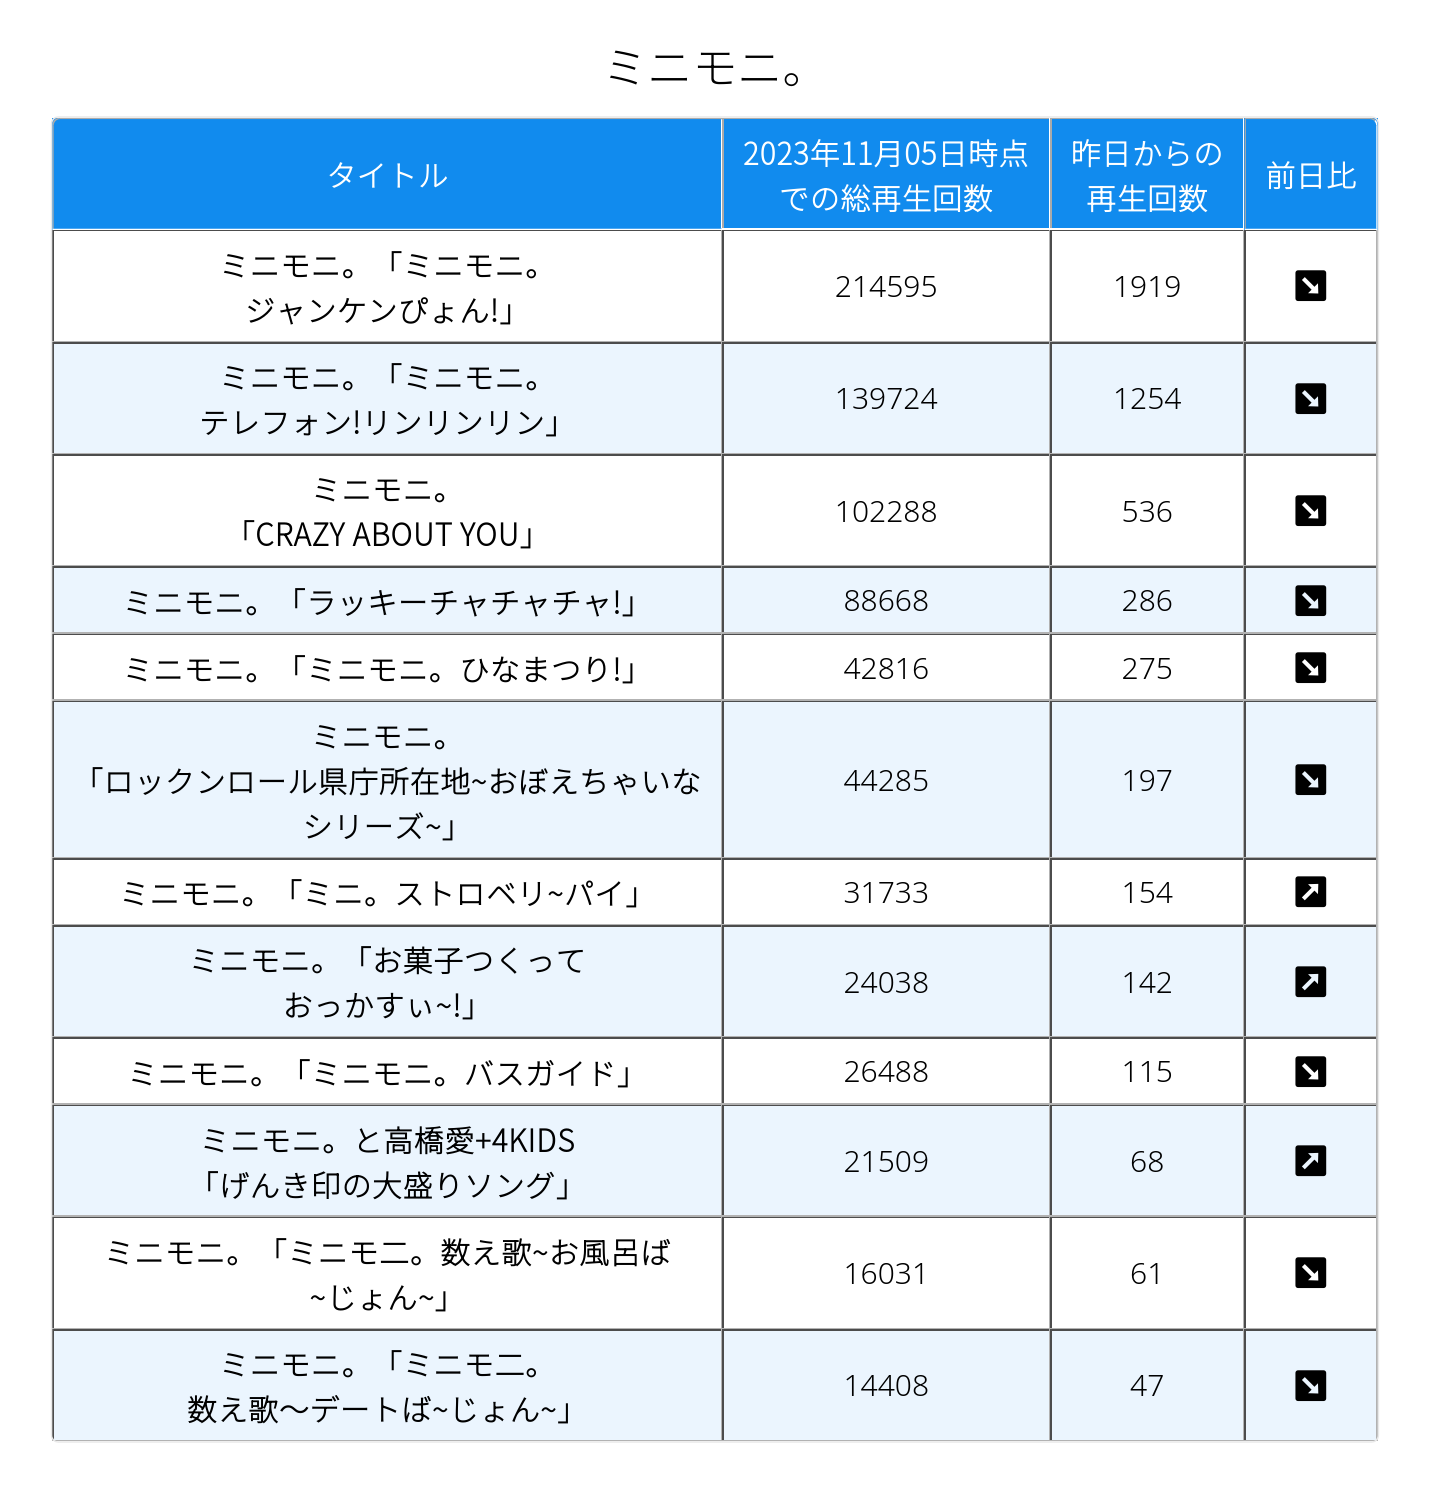 ミニモニ。
タイトル
2023年11月05日時点
での総再生回数
昨日からの
再生回数
前日比
ミニモニ。「ミニモニ。
ジャンケンぴょん!」
214595
1919
ミニモニ。「ミニモニ。
テレフォン!リンリンリン」
139724
1254
ミニモニ。
「CRAZY ABOUT YOU」
102288
536
ミニモニ。「ラッキーチャチャチャ!」
88668
286
ミニモニ。「ミニモニ。ひなまつり!」
42816
275
ミニモニ。
「ロックンロール県庁所在地~おぼえちゃいな
シリーズ~」
44285
197
ミニモニ。「ミニ。ストロベリ~パイ」
31733
154
ミニモニ。「お菓子つくって
おっかすぃ~!」
24038
142
ミニモニ。「ミニモニ。バスガイド」
26488
115
ミニモニ。と高橋愛+4KIDS
「げんき印の大盛りソング」
21509
68
ミニモニ。「ミニモ二。数え歌~お風呂ば
~じょん~」
16031
61
ミニモニ。「ミニモ二。
数え歌〜デートば~じょん~」
14408
47